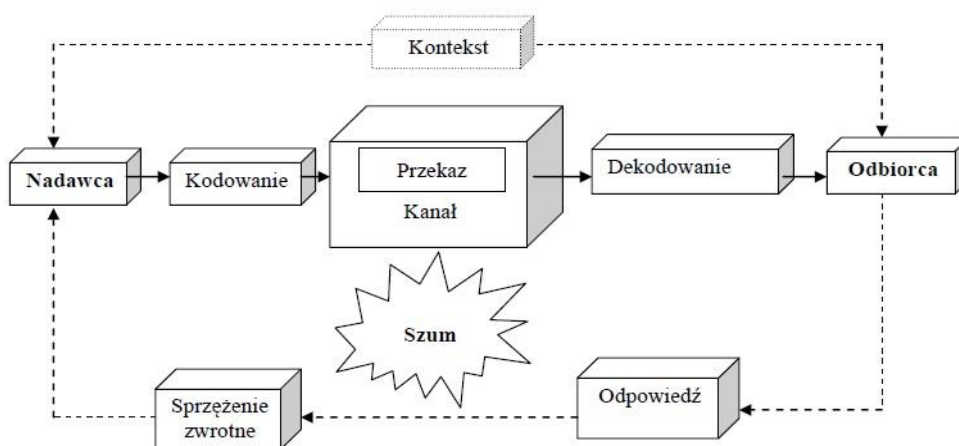 Kontekst
Nadawca
Kodowanie
Przekaz
Kanał
Dekodowanie
Odbiorca
Szum
Sprzężenie
zwrotne
Odpowiedź